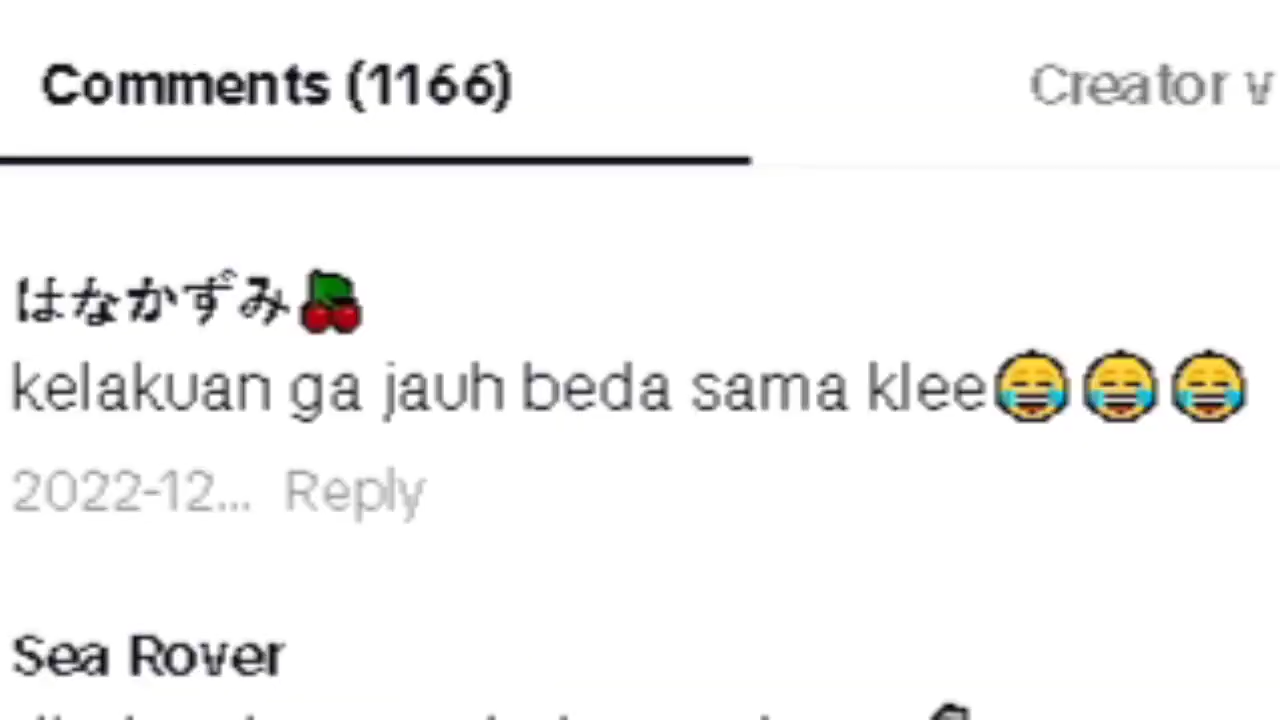 Comments (1166)
Creator v
はなかずみ🍒
kelakuan ga jauh beda sama klee😂😂😂
2022-12... Reply
Sea Rover